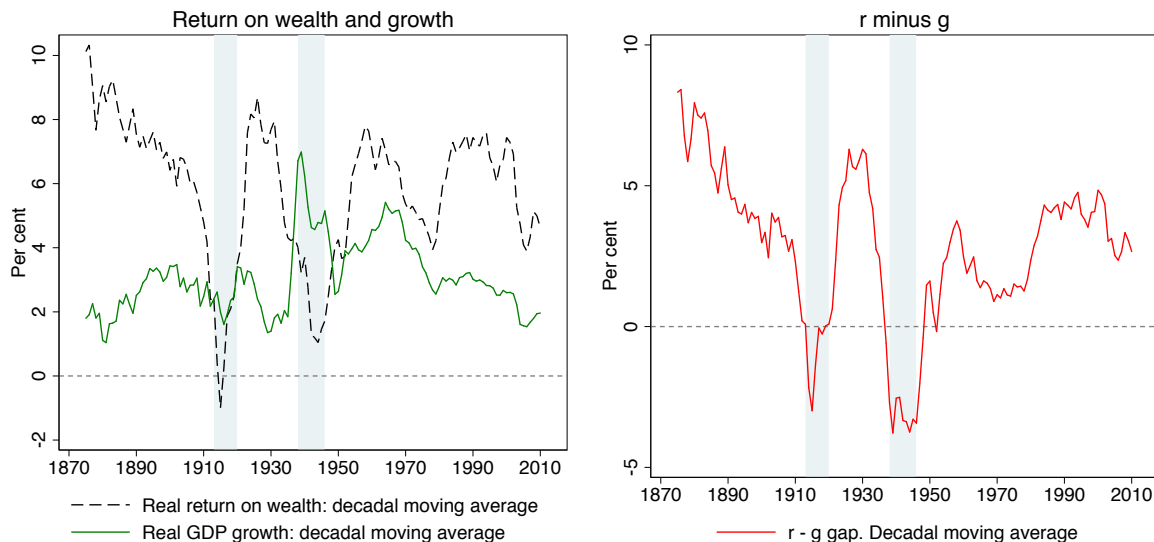 Return on wealth and growth
Per cent
10
8
6
4
2
0
-2
1870 1890 1910 1930 1950 1970 1990 2010
Real return on wealth: decadal moving average
Real GDP growth: decadal moving average
r minus g
Per cent
10
5
0
-5
1870 1890 1910 1930 1950 1970 1990 2010
r - g gap. Decadal moving average